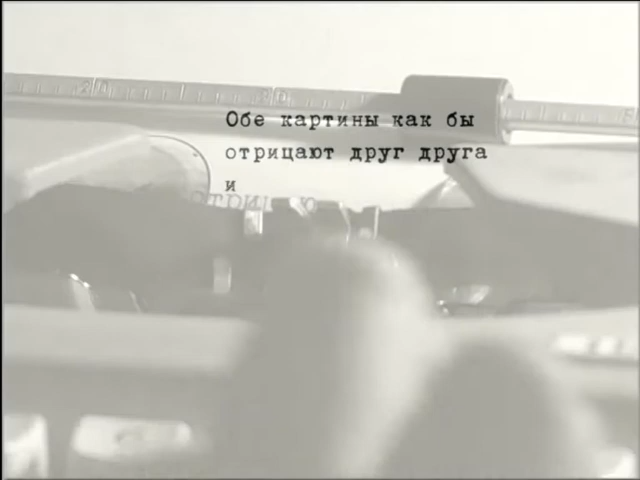 Обе картины как бы
отрицают друг друга
и